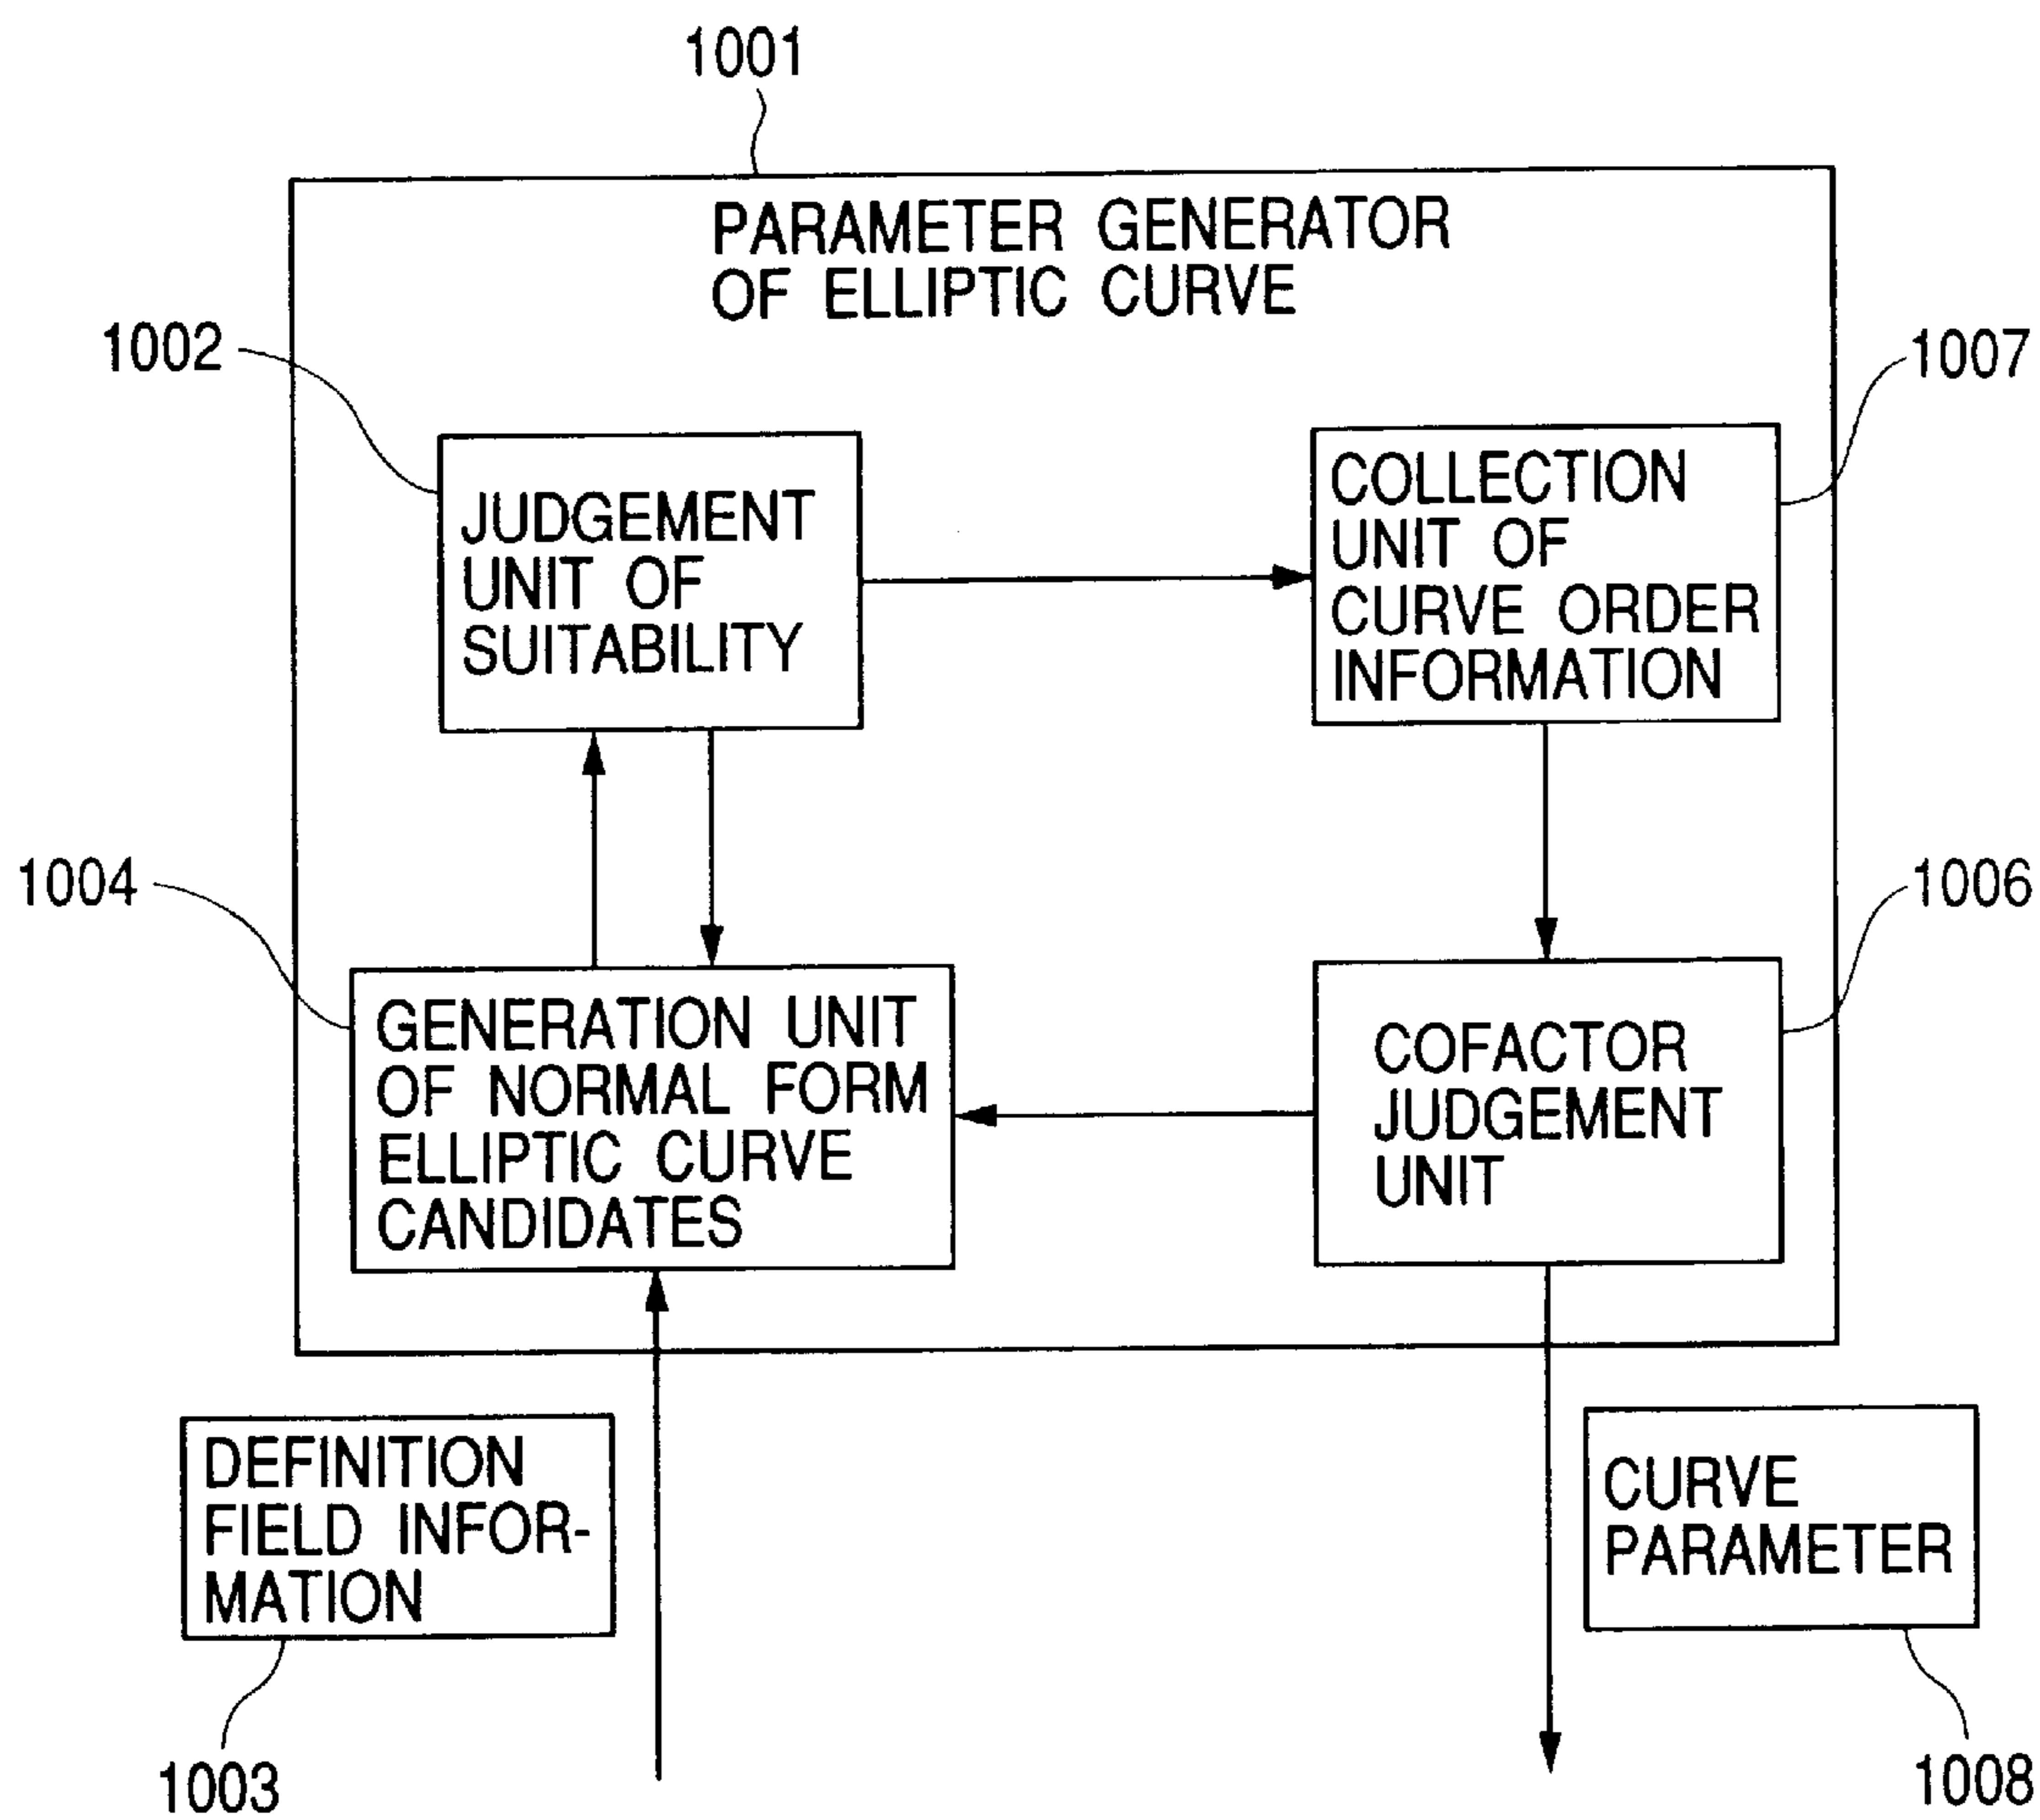 1001
PARAMETER GENERATOR
OF ELLIPTIC CURVE
1002
1007
JUDGEMENT
UNIT OF
SUITABILITY
COLLECTION
UNIT OF
CURVE ORDER
INFORMATION
1004
1006
GENERATION UNIT
OF NORMAL FORM
ELLIPTIC CURVE
CANDIDATES
COFACTOR
JUDGEMENT
UNIT
DEFINITION
FIELD INFOR-
MATION
CURVE
PARAMETER
1003
1008